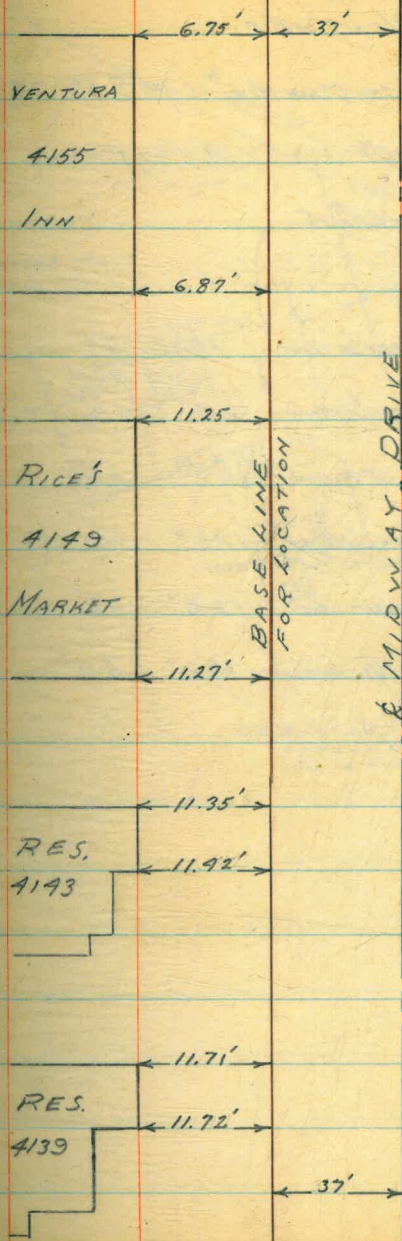 6.75' 37'
VENTURA
4155
INN
6.87'
11.25
RICE'S
4149
MARKET
11.27'
BASE LINE
FOR LOCATION
℄ MIDWAY DRIVE
11.35'
RES.
4143
11.42'
11.71'
RES.
4139
11.72'
37'